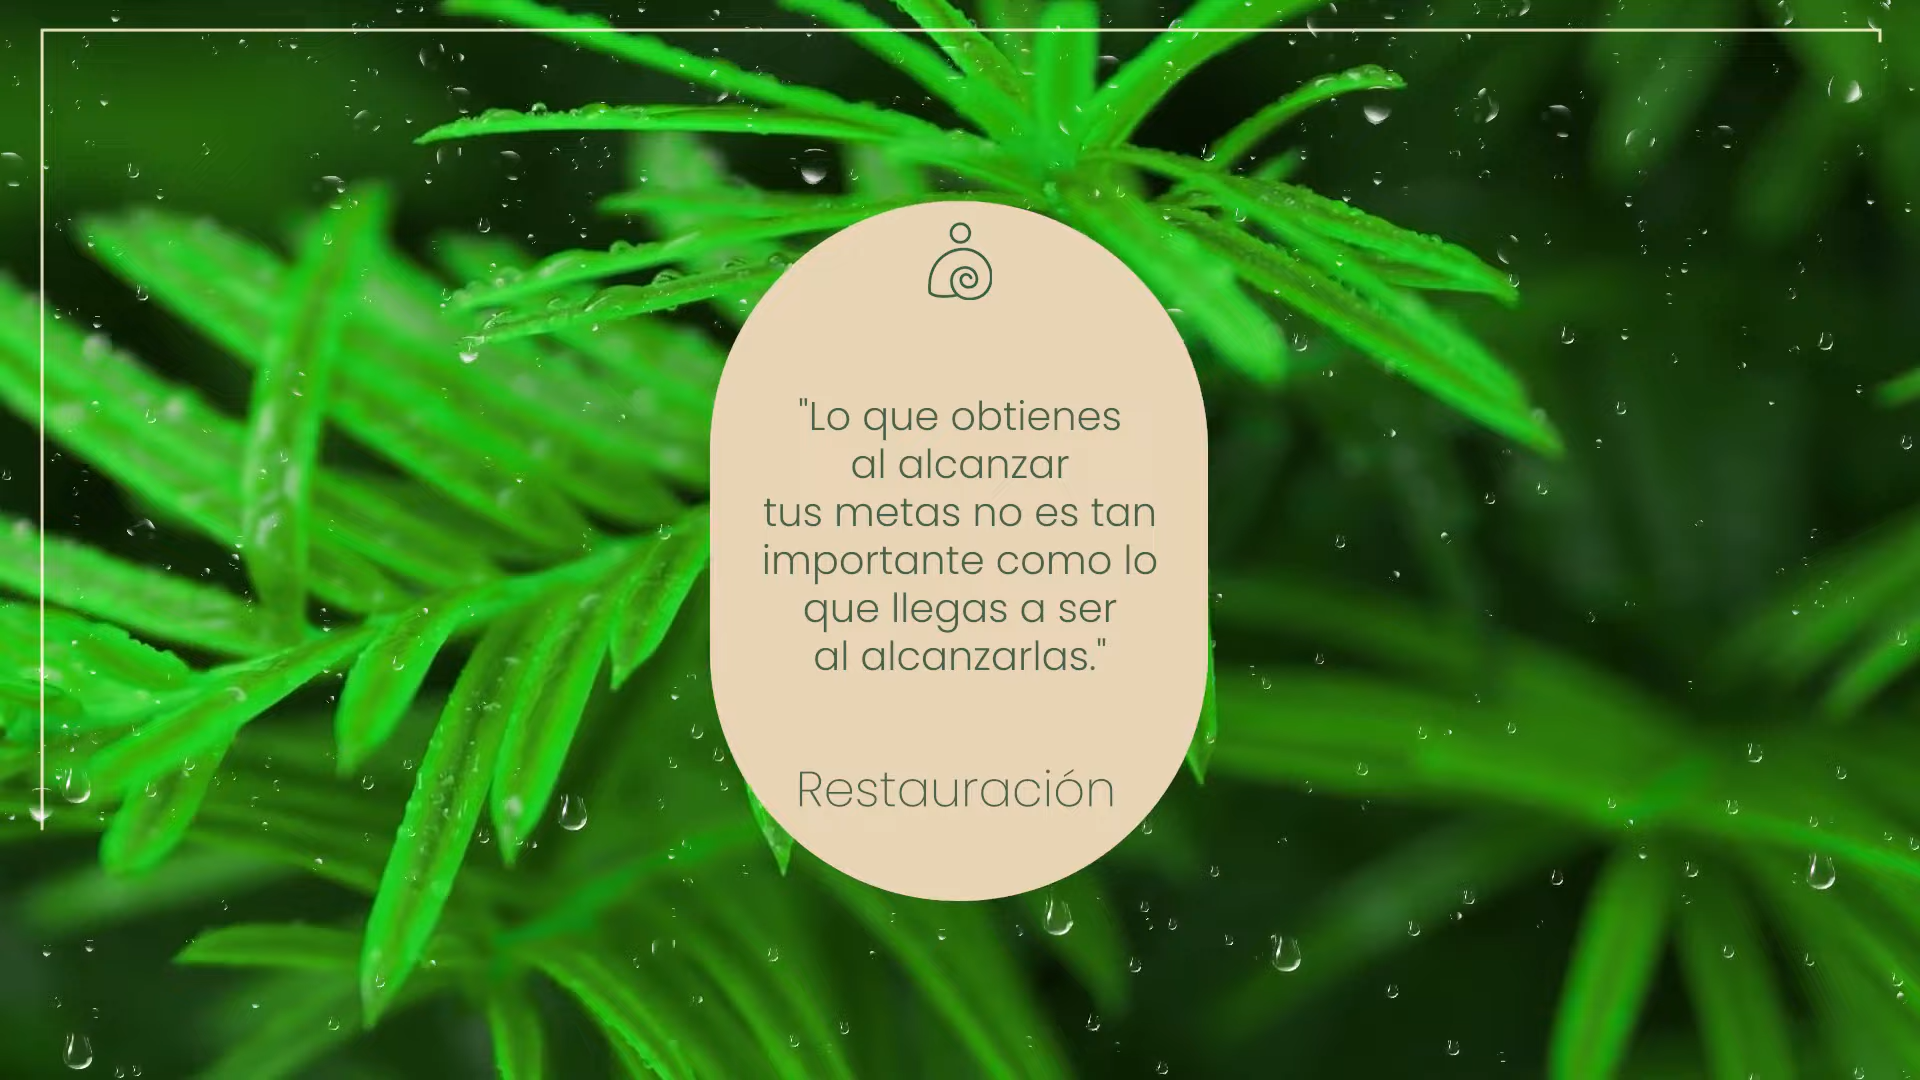 "Lo que obtienes
al alcanzar
tus metas no es tan
importante como lo
que llegas a ser
al alcanzarlas."
Restauración